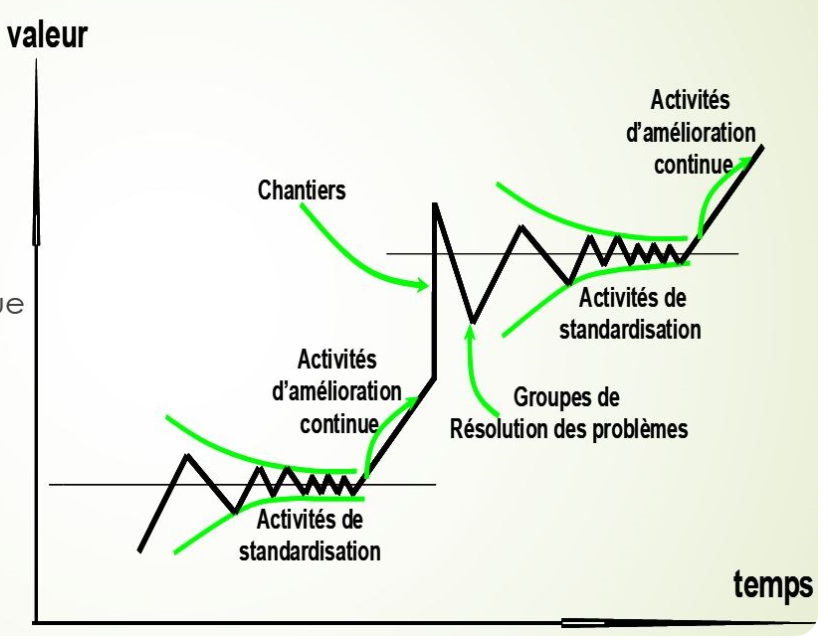 valeur
Activités
d'amélioration
continue
Chantiers
ue
Activités de
standardisation
Activités
d'amélioration
continue
Groupes de
Résolution des problèmes
Activités de
standardisation
temps